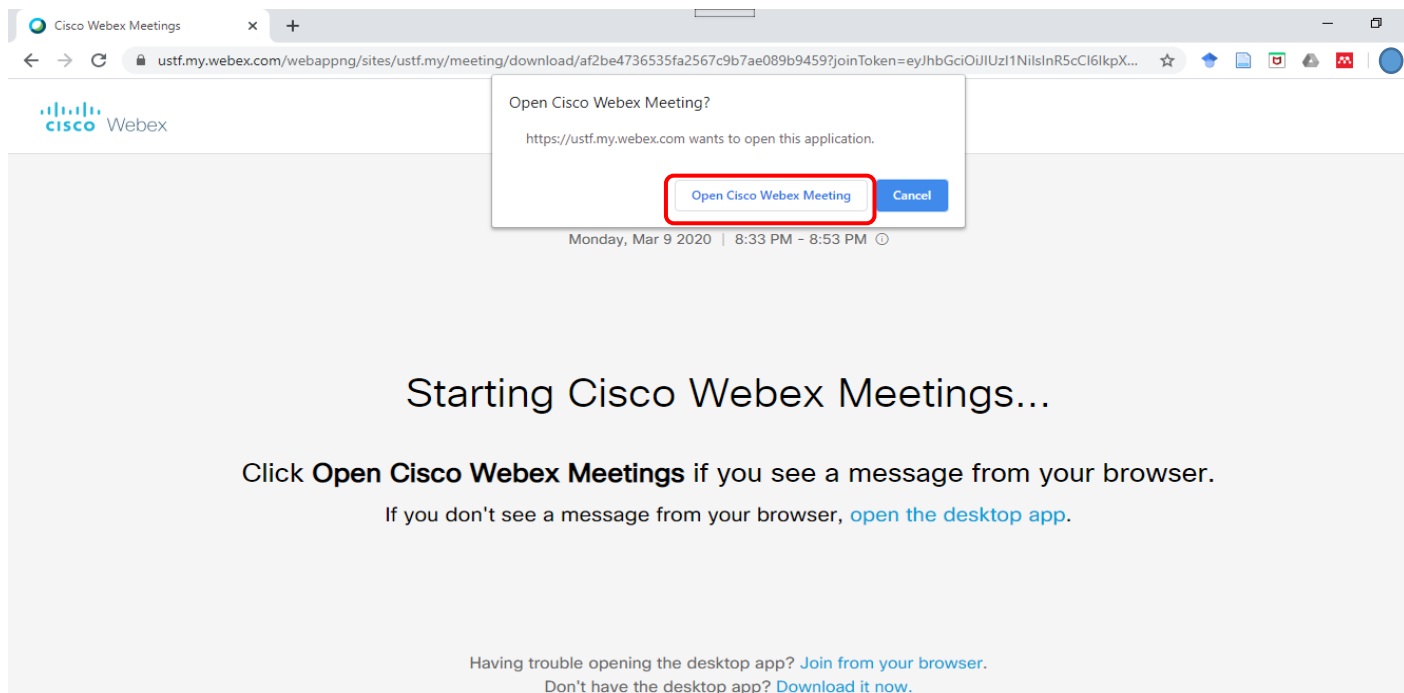 Cisco Webex Meetings
ustf.my.webex.com/webappng/sites/ustf.my/meeting/download/af2be4736535fa2567c9b7ae089b9459?joinToken=eyJhbGciOiJIUzI1NiIsInR5cCI6IkpX...
cisco Webex
Open Cisco Webex Meeting?
https://ustf.my.webex.com wants to open this application.
Open Cisco Webex Meeting Cancel
Monday, Mar 9 2020 | 8:33 PM - 8:53 PM
Starting Cisco Webex Meetings...
Click Open Cisco Webex Meetings if you see a message from your browser.
If you don't see a message from your browser, open the desktop app.
Having trouble opening the desktop app? Join from your browser.
Don't have the desktop app? Download it now.